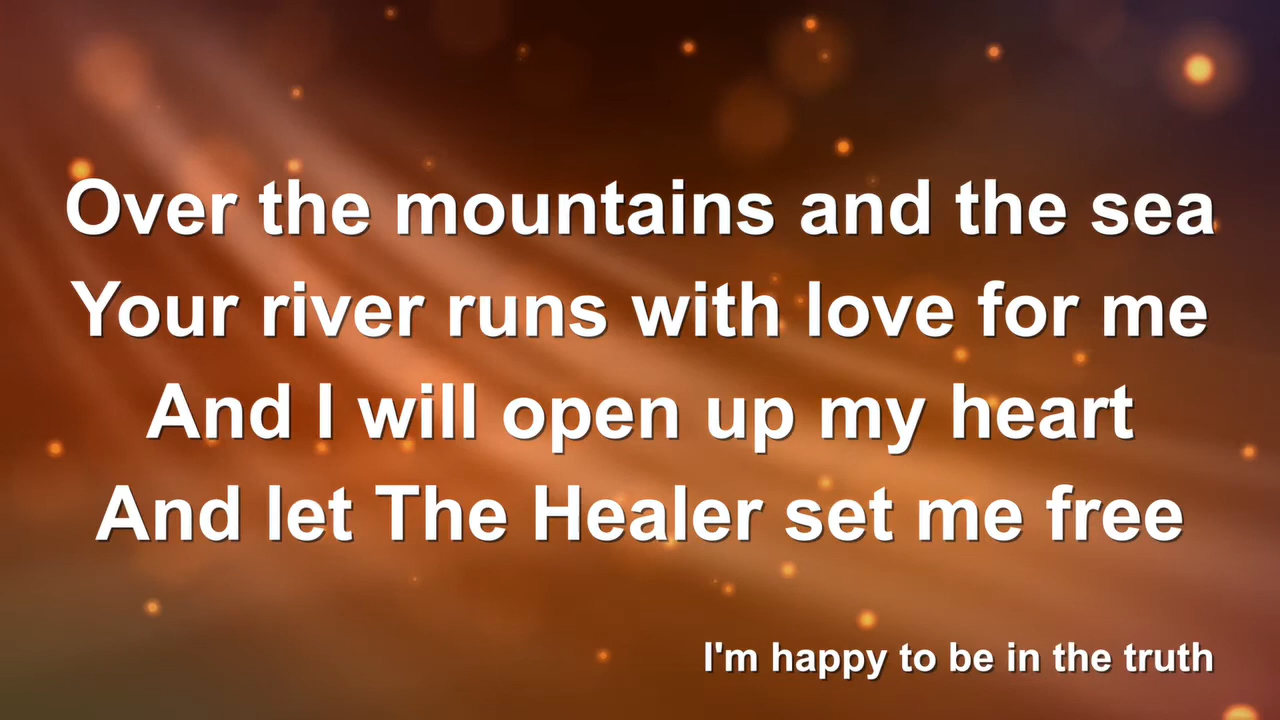 Over the mountains and the sea
Your river runs with love for me
And I will open up my heart
And let The Healer set me free
I'm happy to be in the truth